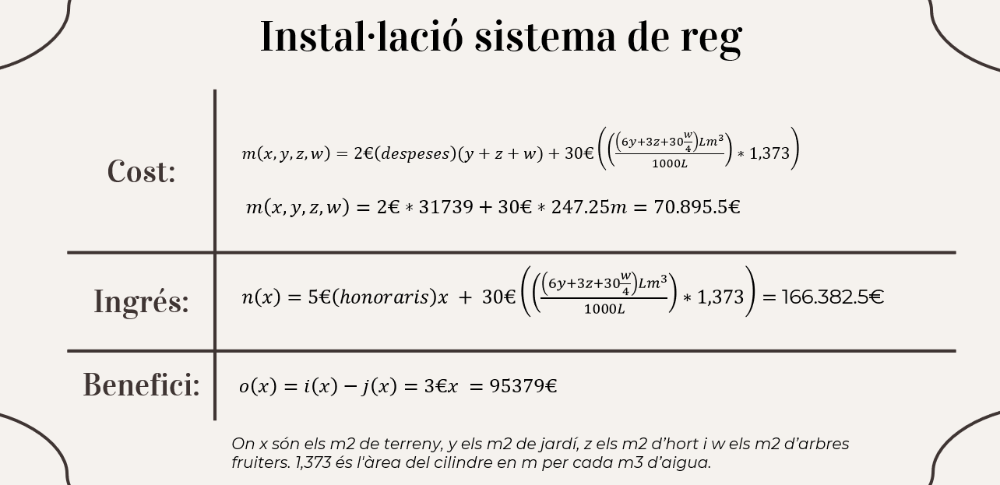 Instal·lació sistema de reg
Cost:
m(x, y, z, w) = 2€(despeses)(y + z + w) + 30€(((6y+3z+30w/4)Lm³/1000L) * 1,373)
m(x, y, z, w) = 2€ * 31739 + 30€ * 247.25m = 70.895.5€
Ingrés:
n(x) = 5€(honoraris)x + 30€(((6y+3z+30w/4)Lm³/1000L) * 1,373) = 166.382.5€
Benefici:
o(x) = i(x) − j(x) = 3€x = 95379€
On x són els m2 de terreny, y els m2 de jardí, z els m2 d’hort i w els m2 d’arbres
fruiters. 1,373 és l'àrea del cilindre en m per cada m3 d’aigua.